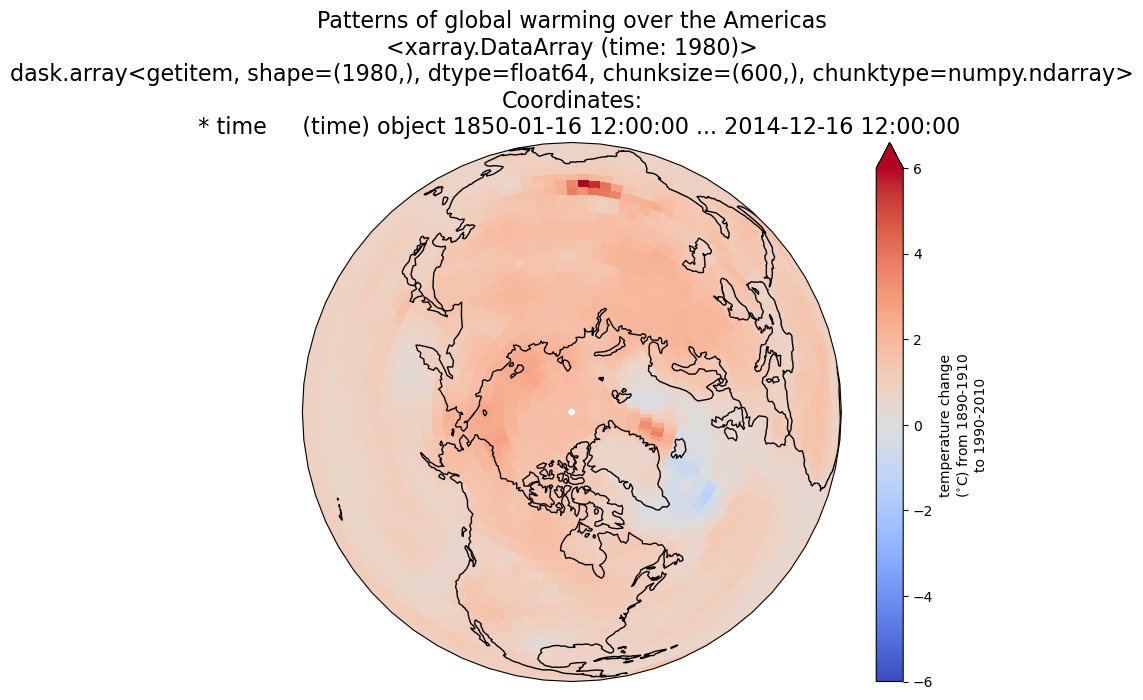 Patterns of global warming over the Americas
<xarray.DataArray (time: 1980)>
dask.array<getitem, shape=(1980,), dtype=float64, chunksize=(600,), chunktype=numpy.ndarray>
Coordinates:
* time     (time) object 1850-01-16 12:00:00 ... 2014-12-16 12:00:00
6
4
2
0
−2
−4
−6
temperature change
(°C) from 1890-1910
to 1990-2010